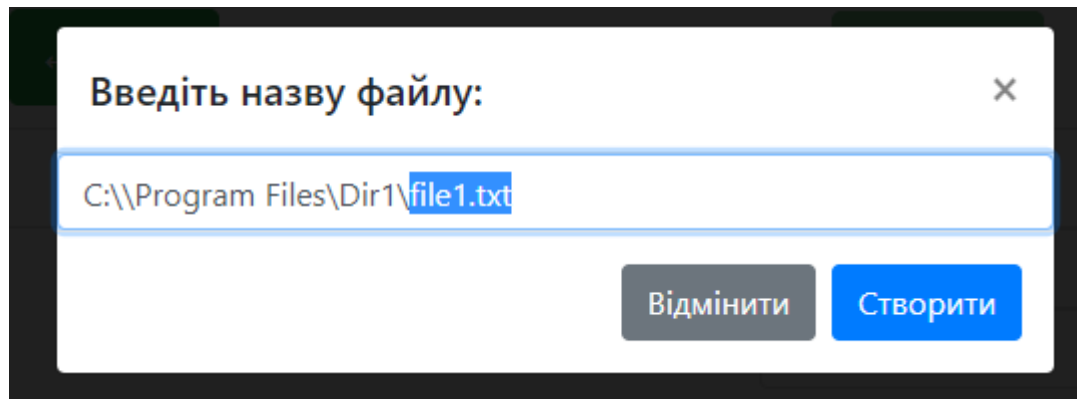 Введіть назву файлу:
×
C:\\Program Files\Dir1\file1.txt
Відмінити Створити